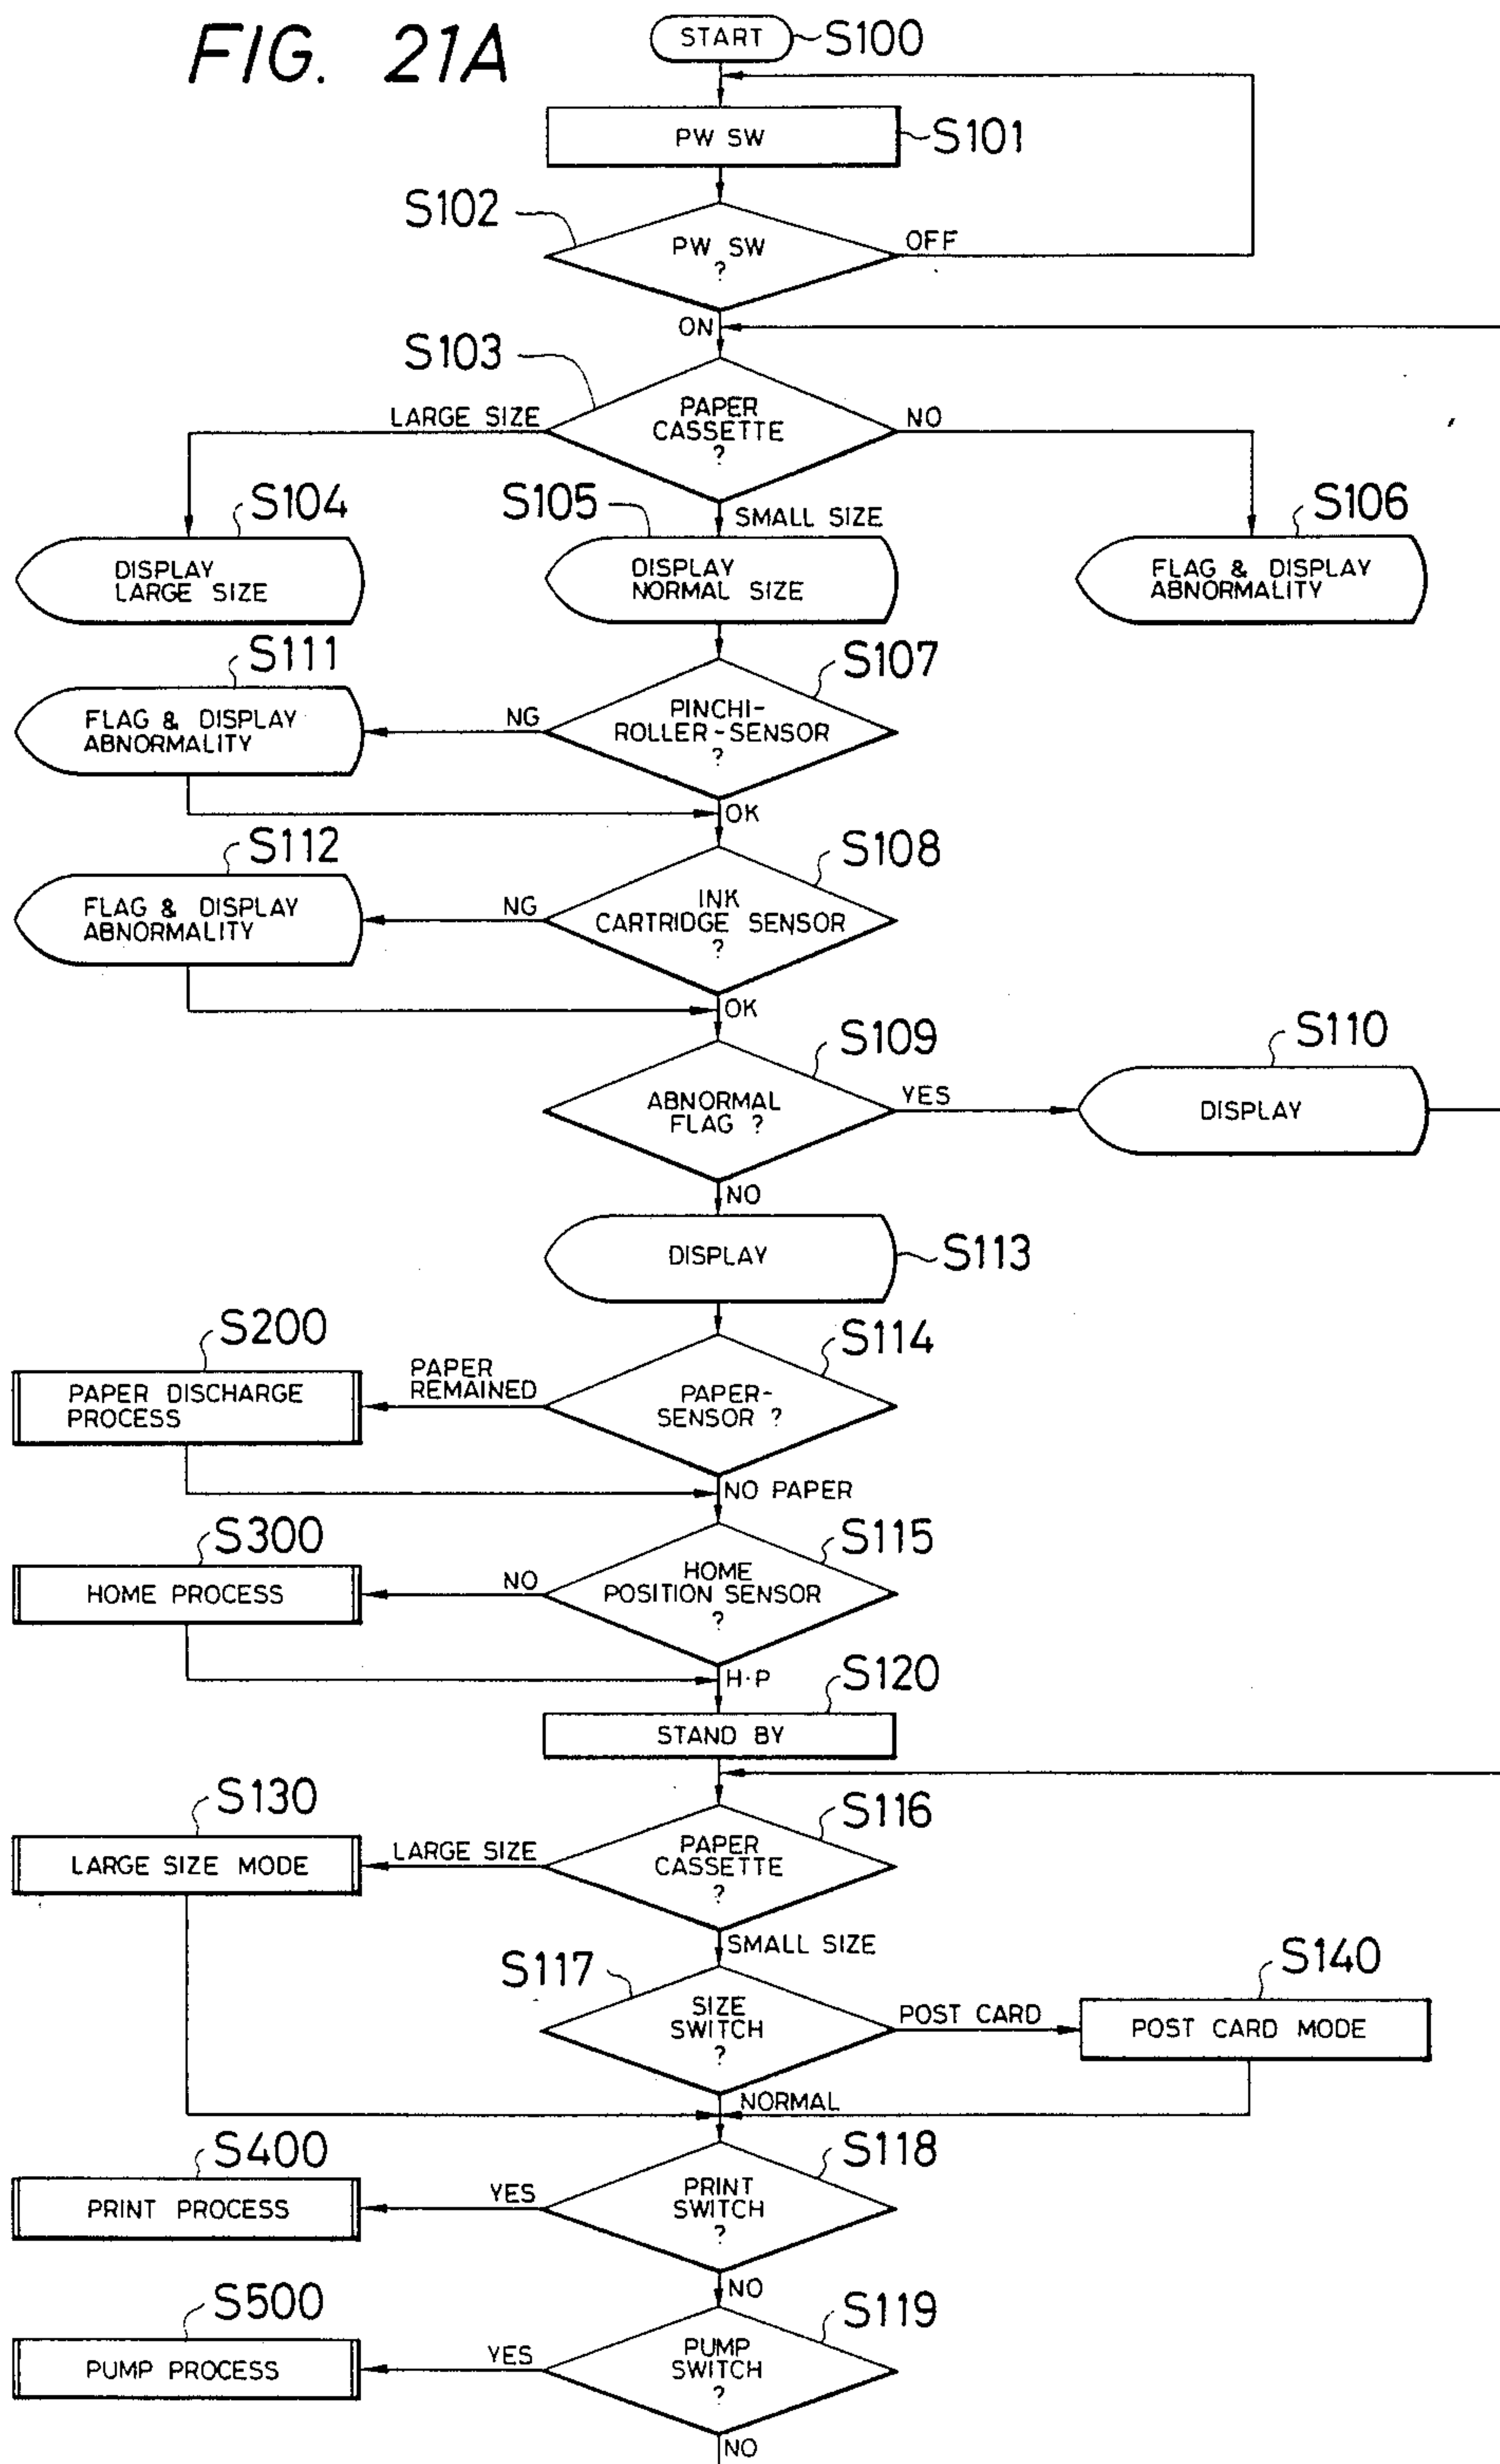 FIG. 21A
START
S100
PW SW
S101
S102
PW SW
?
OFF
ON
S103
PAPER
CASSETTE
?
LARGE SIZE
NO
SMALL SIZE
S104
DISPLAY
LARGE SIZE
S105
DISPLAY
NORMAL SIZE
S106
FLAG & DISPLAY
ABNORMALITY
S111
FLAG & DISPLAY
ABNORMALITY
NG
S107
PINCHI-
ROLLER-SENSOR
?
OK
S112
FLAG & DISPLAY
ABNORMALITY
NG
S108
INK
CARTRIDGE SENSOR
?
OK
S109
ABNORMAL
FLAG ?
YES
S110
DISPLAY
NO
DISPLAY
S113
S200
PAPER DISCHARGE
PROCESS
PAPER
REMAINED
S114
PAPER-
SENSOR ?
NO PAPER
S300
HOME PROCESS
NO
S115
HOME
POSITION SENSOR
?
H·P
S120
STAND BY
S130
LARGE SIZE MODE
LARGE SIZE
S116
PAPER
CASSETTE
?
SMALL SIZE
S117
SIZE
SWITCH
?
POST CARD
S140
POST CARD MODE
NORMAL
S400
PRINT PROCESS
YES
S118
PRINT
SWITCH
?
NO
S500
PUMP PROCESS
YES
S119
PUMP
SWITCH
?
NO